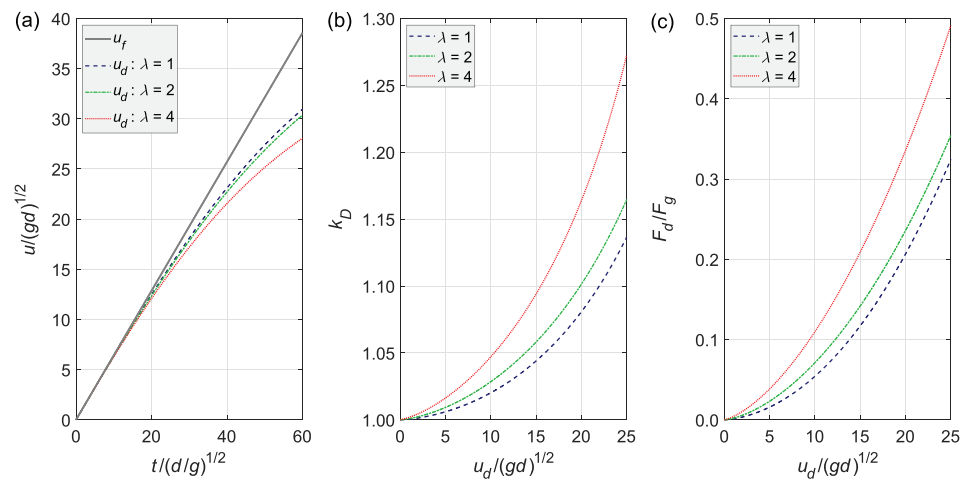 (a)
40
35
30
25
20
15
10
5
0
0
20
40
60
u/(gd)^{1/2}
t/(d/g)^{1/2}
u_f
u_d : λ = 1
u_d : λ = 2
u_d : λ = 4
(b)
1.30
1.25
1.20
1.15
1.10
1.05
1.00
0
5
10
15
20
25
k_D
u_d/(gd)^{1/2}
λ = 1
λ = 2
λ = 4
(c)
0.5
0.4
0.3
0.2
0.1
0.0
0
5
10
15
20
25
F_d/F_g
u_d/(gd)^{1/2}
λ = 1
λ = 2
λ = 4